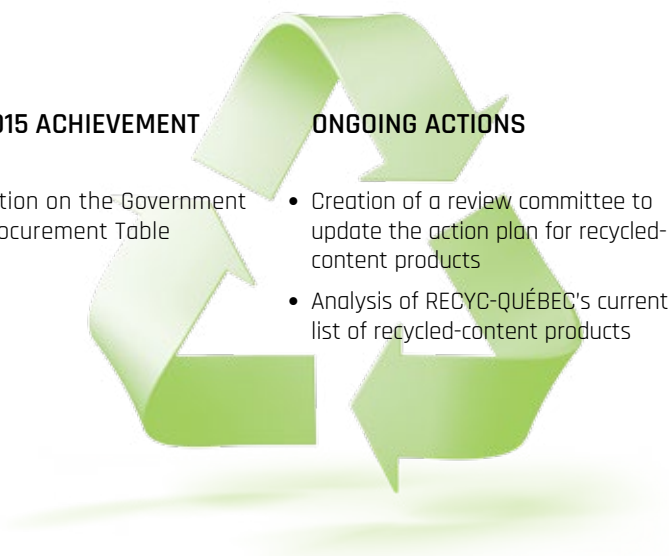 015 ACHIEVEMENT
tion on the Government
ocurement Table
ONGOING ACTIONS
• Creation of a review committee to
update the action plan for recycled-
content products
• Analysis of RECYC-QUÉBEC's current
list of recycled-content products